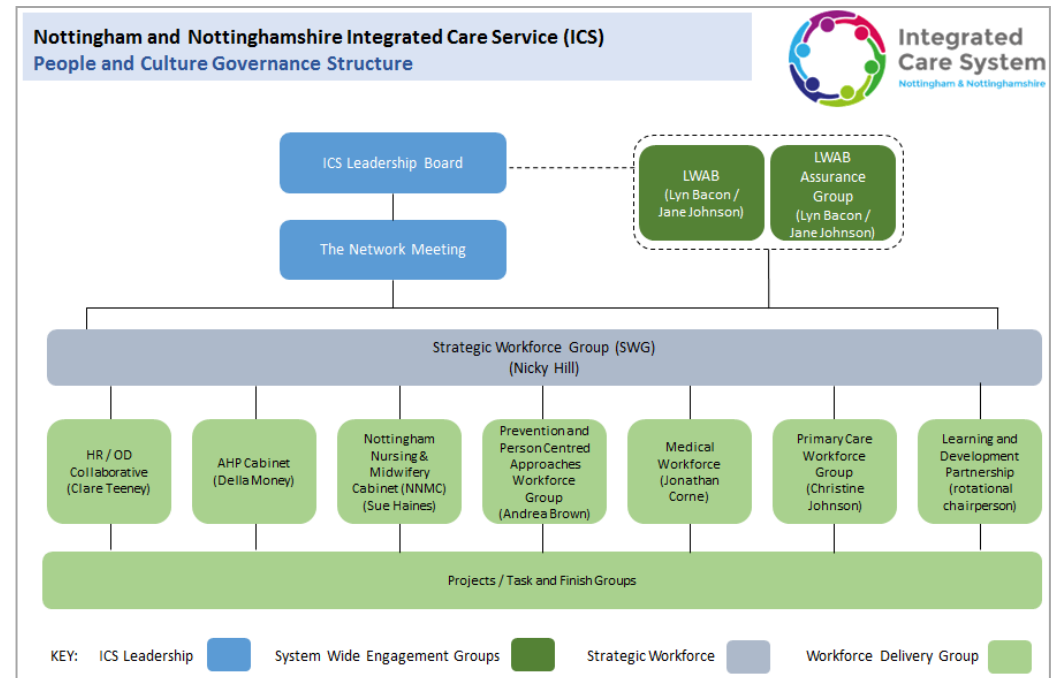 Nottingham and Nottinghamshire Integrated Care Service (ICS)
People and Culture Governance Structure
Integrated
Care System
Nottingham & Nottinghamshire
ICS Leadership Board
The Network Meeting
LWAB
(Lyn Bacon /
Jane Johnson)
LWAB
Assurance
Group
(Lyn Bacon /
Jane Johnson)
Strategic Workforce Group (SWG)
(Nicky Hill)
HR / OD
Collaborative
(Clare Teeney)
AHP Cabinet
(Della Money)
Nottingham
Nursing &
Midwifery
Cabinet (NNMC)
(Sue Haines)
Prevention and
Person Centred
Approaches
Workforce
Group
(Andrea Brown)
Medical
Workforce
(Jonathan
Corne)
Primary Care
Workforce
Group
(Christine
Johnson)
Learning and
Development
Partnership
(rotational
chairperson)
Projects / Task and Finish Groups
KEY: ICS Leadership System Wide Engagement Groups Strategic Workforce Workforce Delivery Group